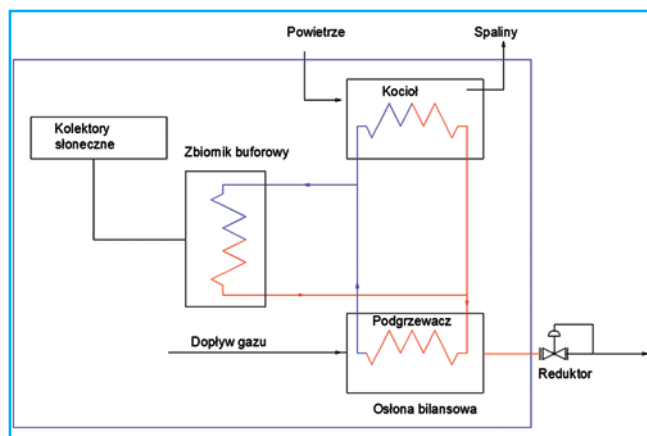 Powietrze
Spaliny
Kocioł
Kolektory
słoneczne
Zbiornik buforowy
Podgrzewacz
Dopływ gazu
Reduktor
Osłona bilansowa